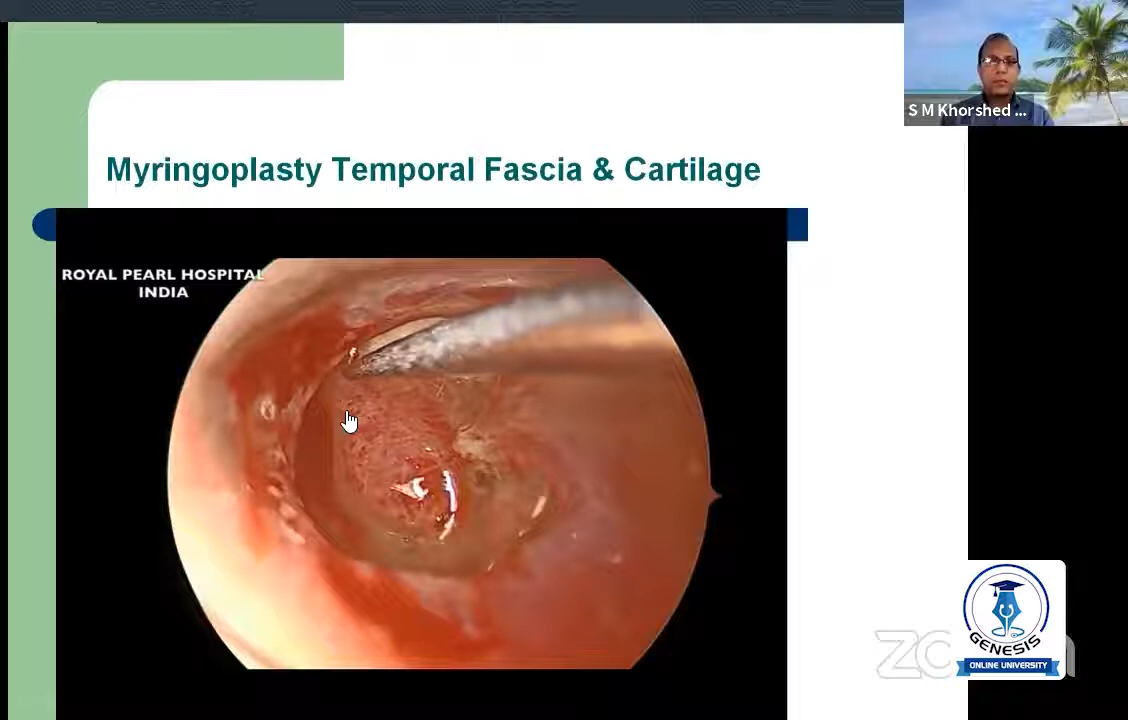 S M Khorshed ...
Myringoplasty Temporal Fascia & Cartilage
ROYAL PEARL HOSPITAL
INDIA
GENESIS
ONLINE UNIVERSITY